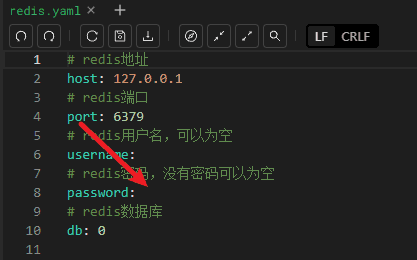 redis.yaml
LF CRLF
1 # redis地址
2 host: 127.0.0.1
3 # redis端口
4 port: 6379
5 # redis用户名，可以为空
6 username:
7 # redis密码，没有密码可以为空
8 password:
9 # redis数据库
10 db: 0
11